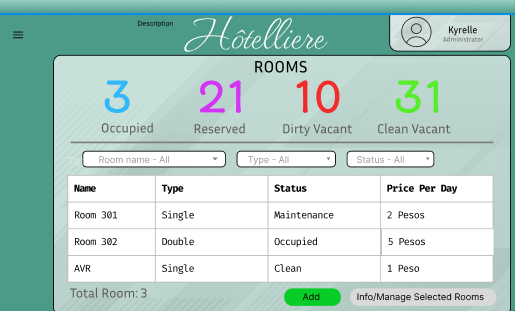 Description
Hôtelliere
Kyrelle
Administrator
ROOMS
3 21 10 31
Occupied Reserved Dirty Vacant Clean Vacant
Room name - All Type - All Status - All
Name Type Status Price Per Day
Room 301 Single Maintenance 2 Pesos
Room 302 Double Occupied 5 Pesos
AVR Single Clean 1 Peso
Total Room: 3 Add Info/Manage Selected Rooms